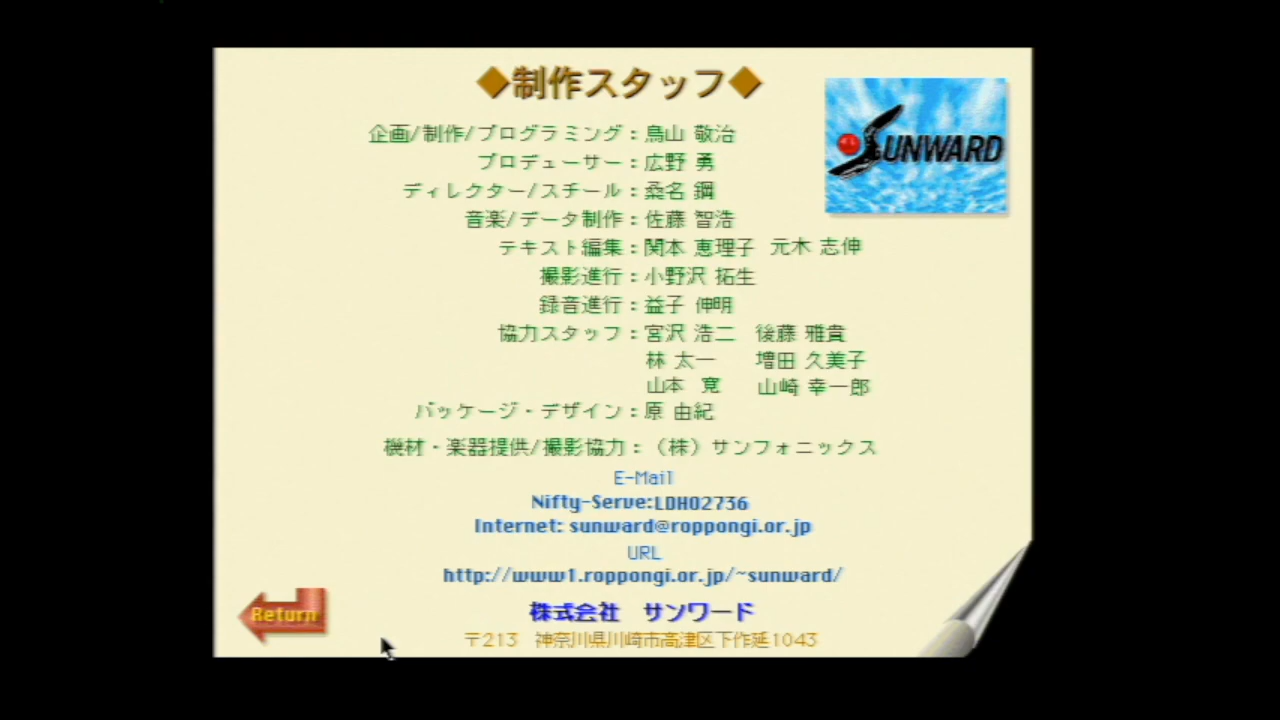 ◆制作スタッフ◆
SUNWARD
企画/制作/プログラミング：鳥山 敬治
プロデューサー：広野 勇
ディレクター/スチール：桑名 鋼
音楽/データ制作：佐藤 智浩
テキスト編集：関本 恵理子 元木 志伸
撮影進行：小野沢 拓生
録音進行：益子 伸明
協力スタッフ：宮沢 浩二 後藤 雅貴
林 太一 増田 久美子
山本 寛 山崎 幸一郎
パッケージ・デザイン：原 由紀
機材・楽器提供/撮影協力：（株）サンフォニックス
E-Mail
Nifty-Serve:LDH02736
Internet: sunward@roppongi.or.jp
URL
http://www1.roppongi.or.jp/~sunward/
株式会社 サンワード
Return
〒213 神奈川県川崎市高津区下作延1043